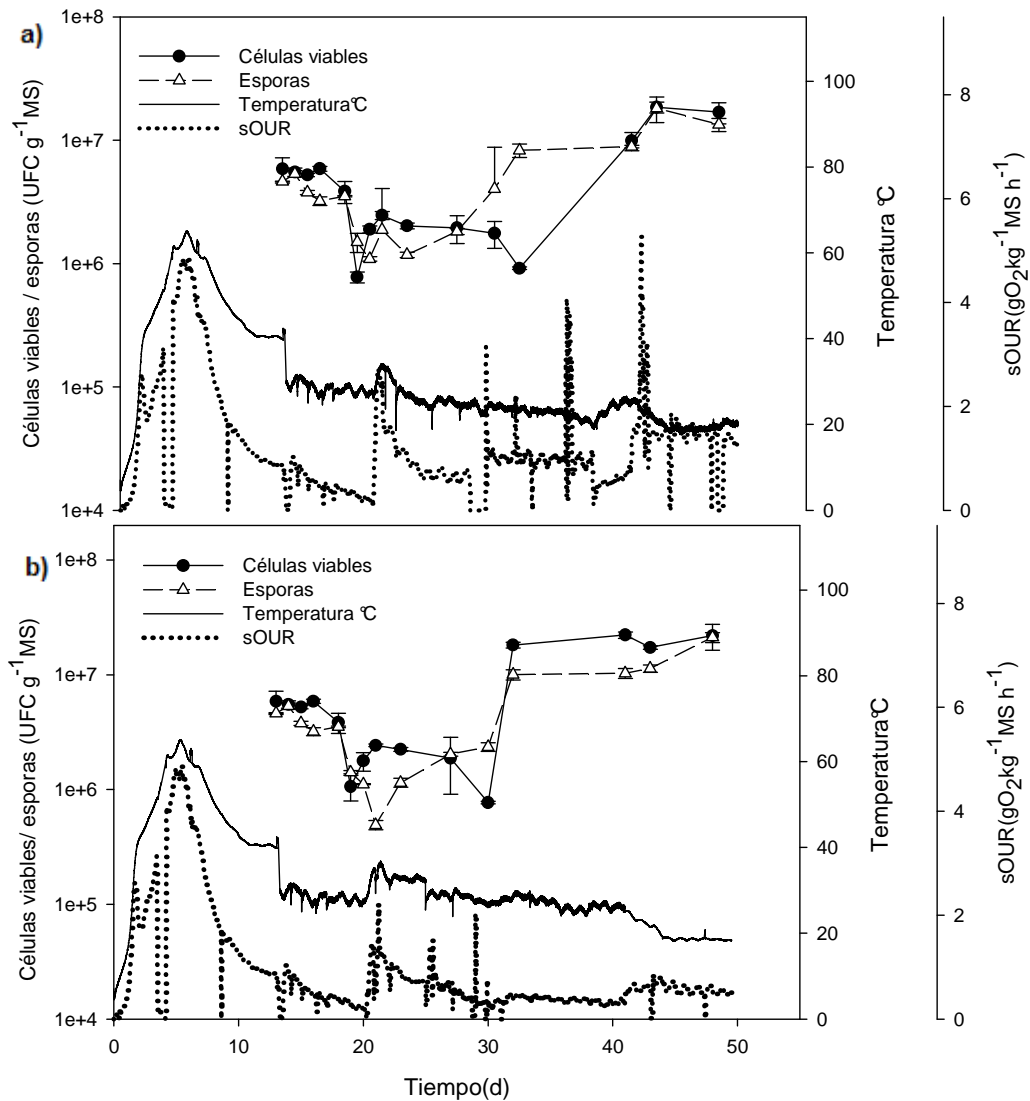 a)
1e+8
1e+7
1e+6
1e+5
1e+4
Células viables / esporas (UFC g-1MS)
Células viables
Esporas
Temperatura°C
sOUR
100
80
60
40
20
0
Temperatura °C
8
6
4
2
0
sOUR(gO2kg-1MS h-1)
b)
1e+8
1e+7
1e+6
1e+5
1e+4
Células viables/ esporas (UFC g-1MS)
Células viables
Esporas
Temperatura °C
sOUR
100
80
60
40
20
0
Temperatura°C
8
6
4
2
0
sOUR(gO2kg-1MS h-1)
0 10 20 30 40 50
Tiempo(d)